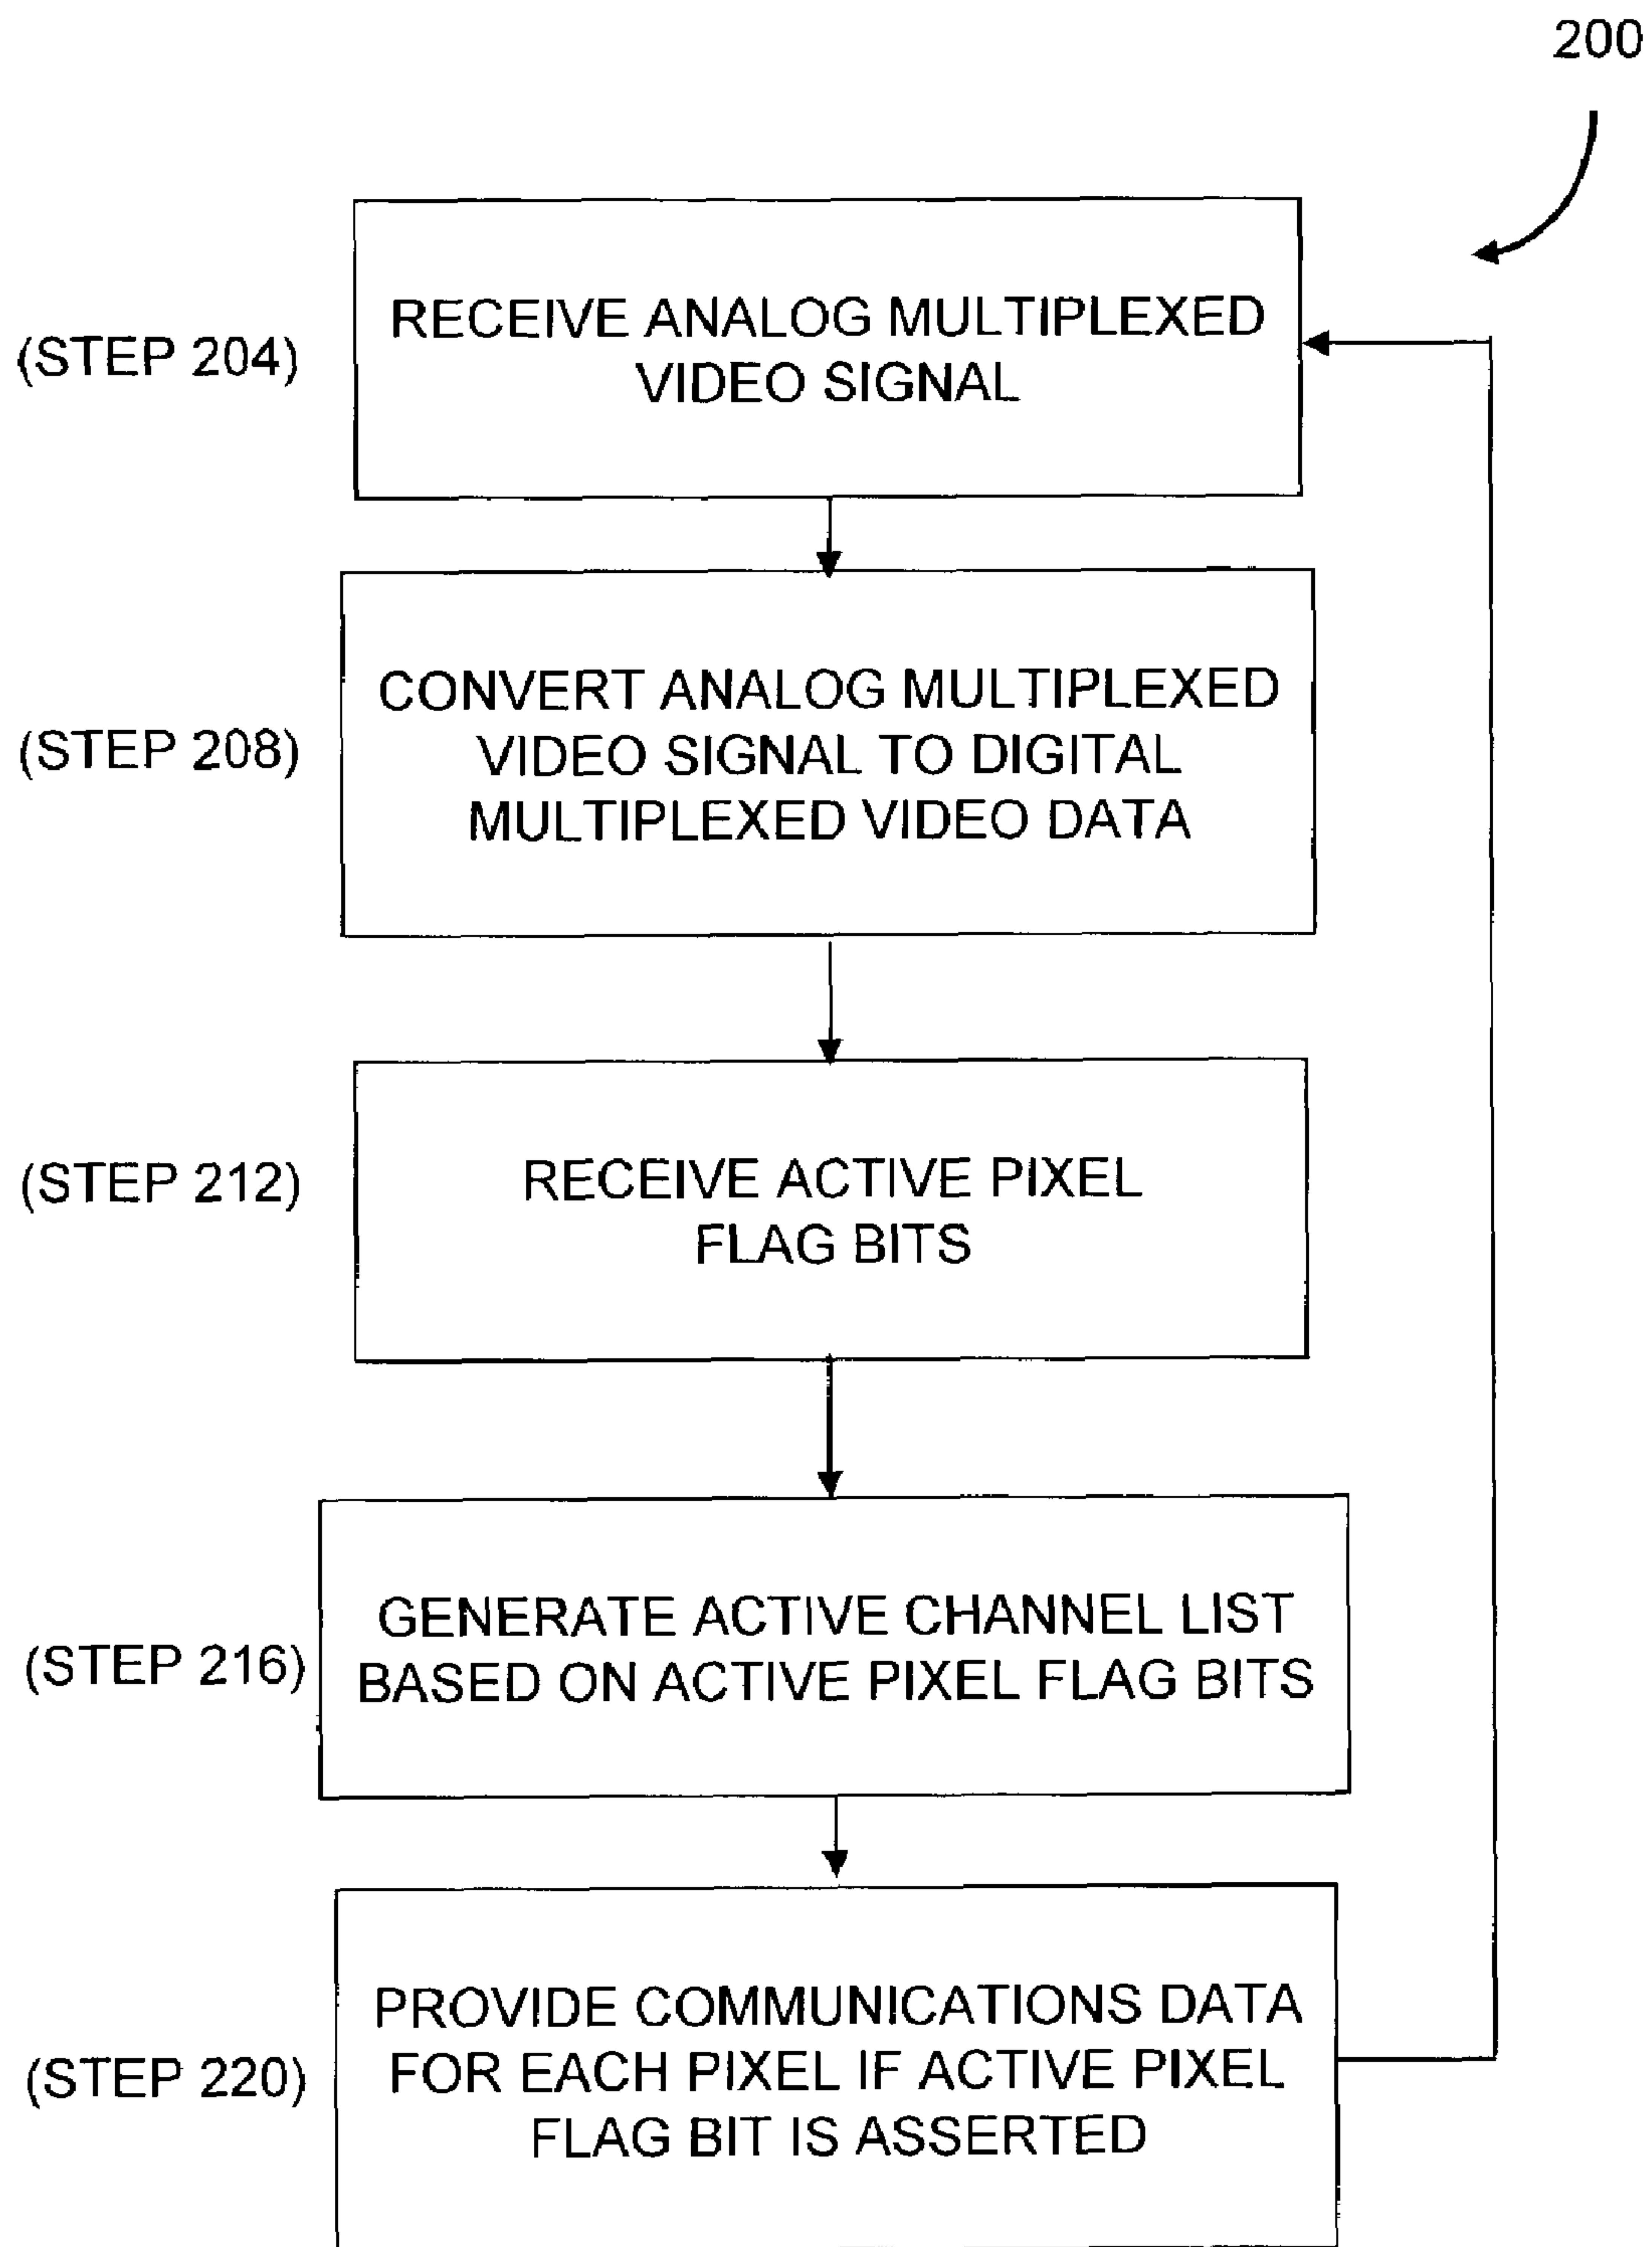 200
(STEP 204)
RECEIVE ANALOG MULTIPLEXED
VIDEO SIGNAL
(STEP 208)
CONVERT ANALOG MULTIPLEXED
VIDEO SIGNAL TO DIGITAL
MULTIPLEXED VIDEO DATA
(STEP 212)
RECEIVE ACTIVE PIXEL
FLAG BITS
(STEP 216)
GENERATE ACTIVE CHANNEL LIST
BASED ON ACTIVE PIXEL FLAG BITS
(STEP 220)
PROVIDE COMMUNICATIONS DATA
FOR EACH PIXEL IF ACTIVE PIXEL
FLAG BIT IS ASSERTED